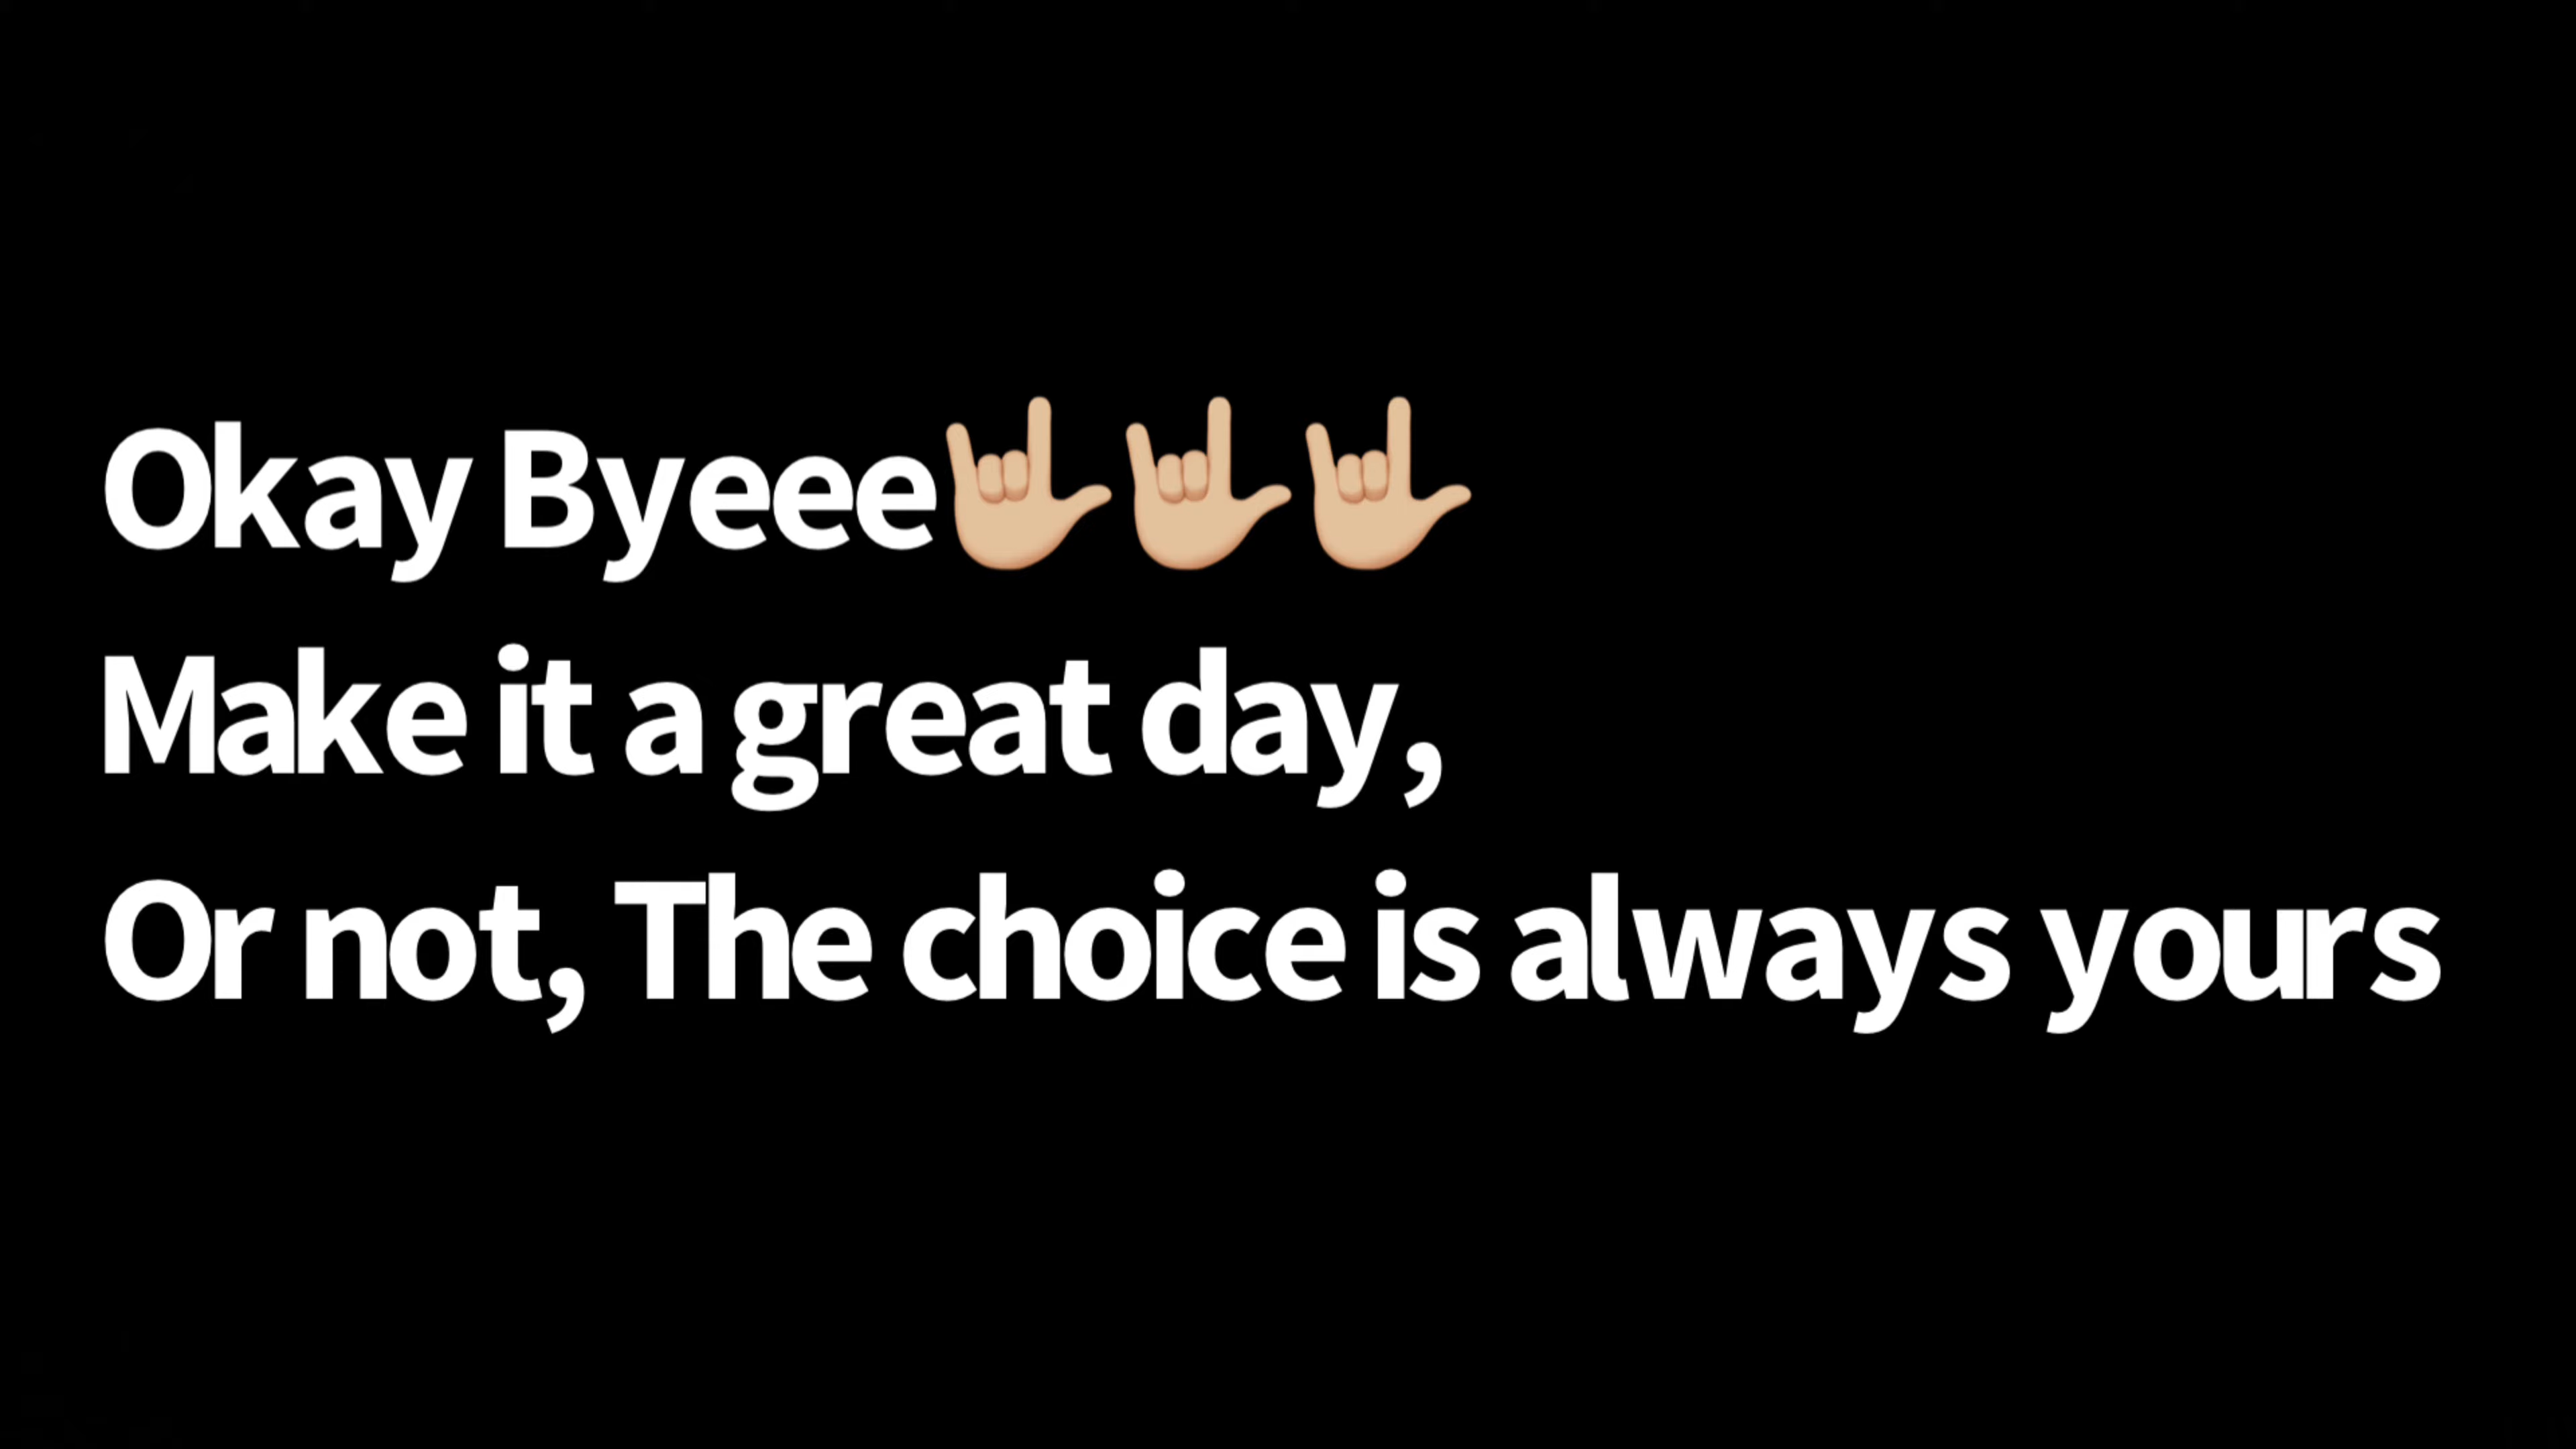 Okay Byeee🤟🏼🤟🏼🤟🏼
Make it a great day,
Or not, The choice is always yours